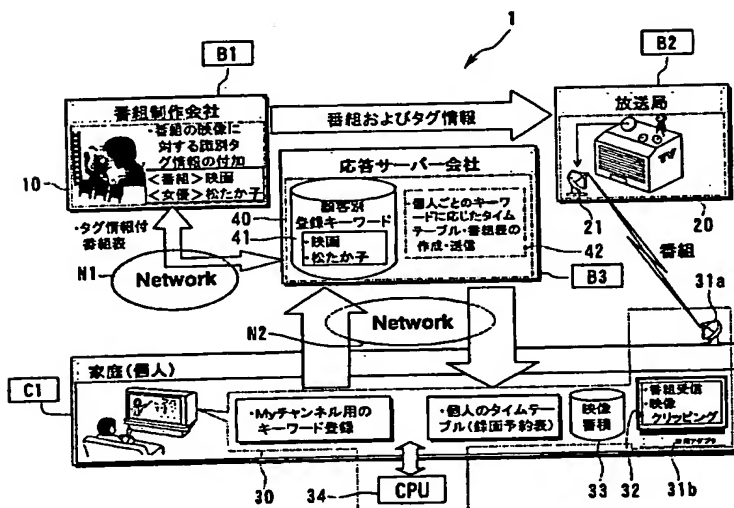 1
B1
B2
番組制作会社
・番組の映像に
対する識別タ
グ情報の付加
<番組>映画
<女優>松たか子
10
番組およびタグ情報
放送局
TV
21
20
応答サーバー会社
40
顧客別
登録キーワード
41
・映画
・松たか子
・個人ごとのキーワ
ードに応じたタイム
テーブル・番組表の
作成・送信
42
B3
・タグ情報付
番組表
N1
Network
番組
31a
N2
Network
家庭(個人)
C1
・Myチャンネル用の
キーワード登録
・個人のタイムテー
ブル(録画予約表)
映像
蓄積
・番組受信
・映像
クリッピング
30
34
CPU
33
32
31b